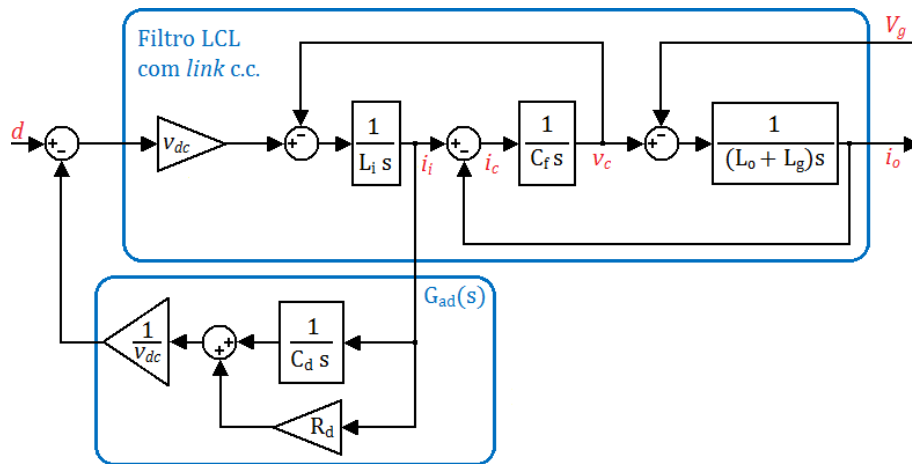 Filtro LCL
com link c.c.
V_g
d
v_dc
1
L_i s
i_i
i_c
1
C_f s
v_c
1
(L_o + L_g)s
i_o
G_ad(s)
1
v_dc
1
C_d s
R_d